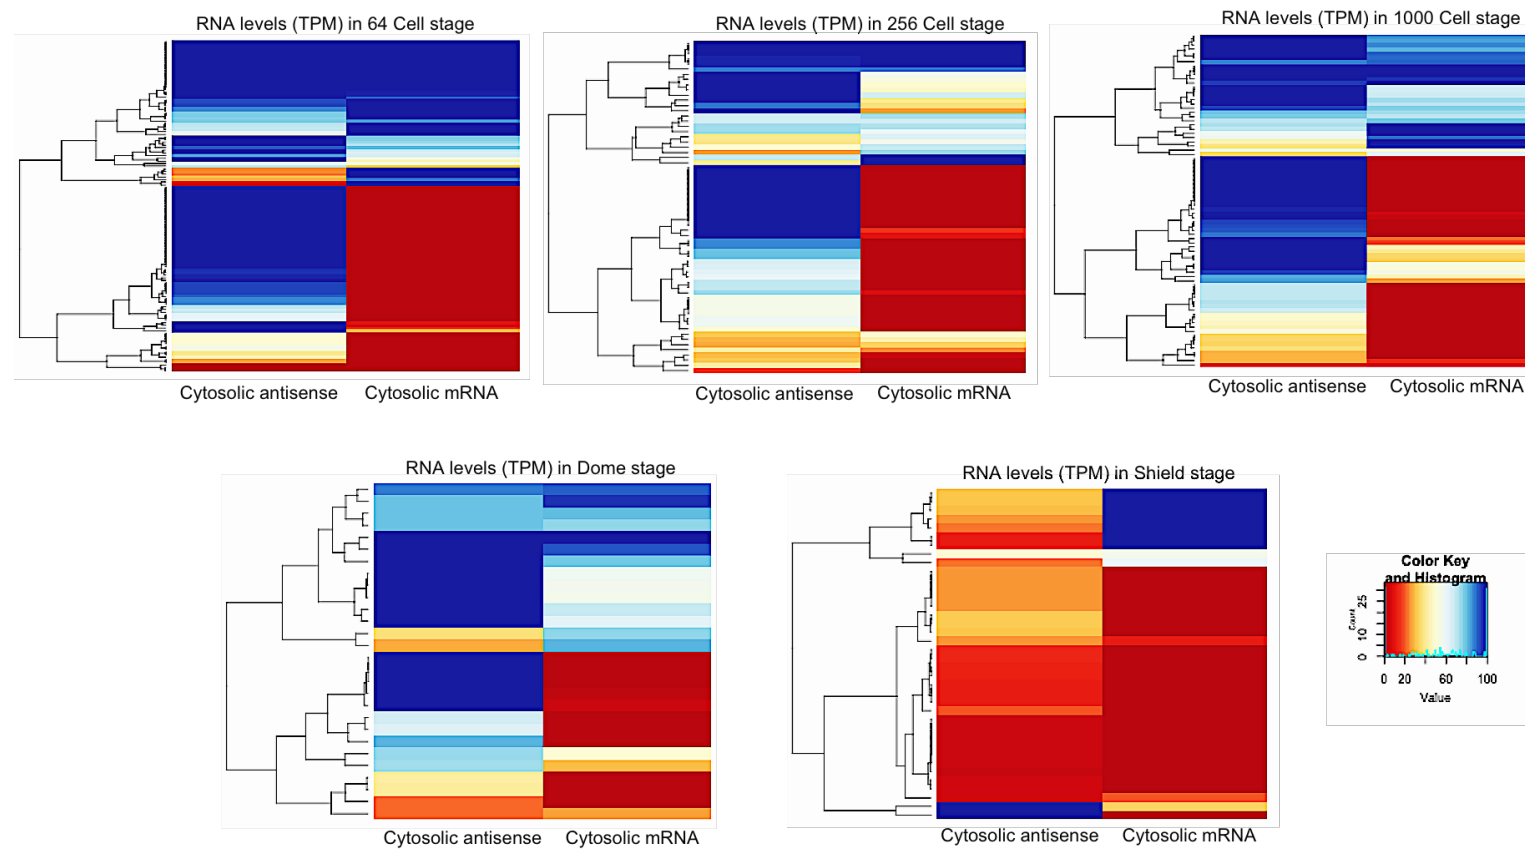 RNA levels (TPM) in 64 Cell stage
RNA levels (TPM) in 256 Cell stage
RNA levels (TPM) in 1000 Cell stage
Cytosolic antisense Cytosolic mRNA
Cytosolic antisense Cytosolic mRNA
Cytosolic antisense Cytosolic mRNA
RNA levels (TPM) in Dome stage
RNA levels (TPM) in Shield stage
Cytosolic antisense Cytosolic mRNA
Cytosolic antisense Cytosolic mRNA
Color Key
and Histogram
Count
0 10 25
0 20 60 100
Value